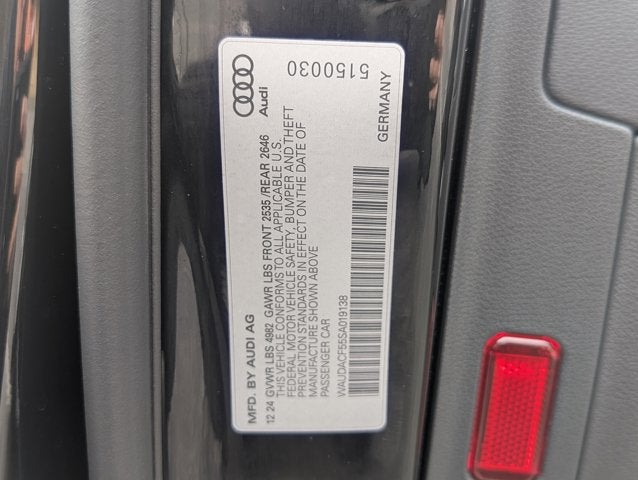 Audi
5150030
MFD. BY AUDI AG
GERMANY
12.24 GVWR LBS 4982 GAWR LBS FRONT 2535 /REAR 2646
THIS VEHICLE CONFORMS TO ALL APPLICABLE U.S.
FEDERAL MOTOR VEHICLE SAFETY, BUMPER AND THEFT
PREVENTION STANDARDS IN EFFECT ON THE DATE OF
MANUFACTURE SHOWN ABOVE
PASSENGER CAR
WAUDACF55SA019138